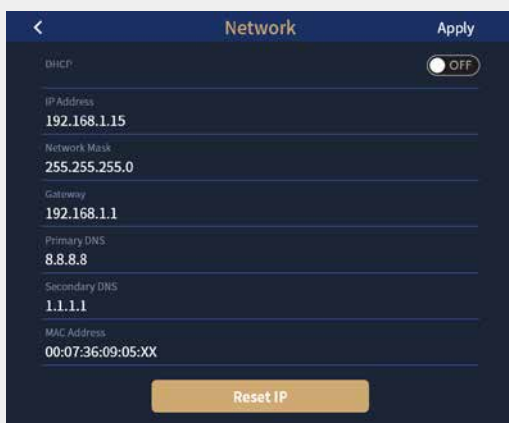 Network
Apply
DHCP
OFF
IP Address
192.168.1.15
Network Mask
255.255.255.0
Gateway
192.168.1.1
Primary DNS
8.8.8.8
Secondary DNS
1.1.1.1
MAC Address
00:07:36:09:05:XX
Reset IP